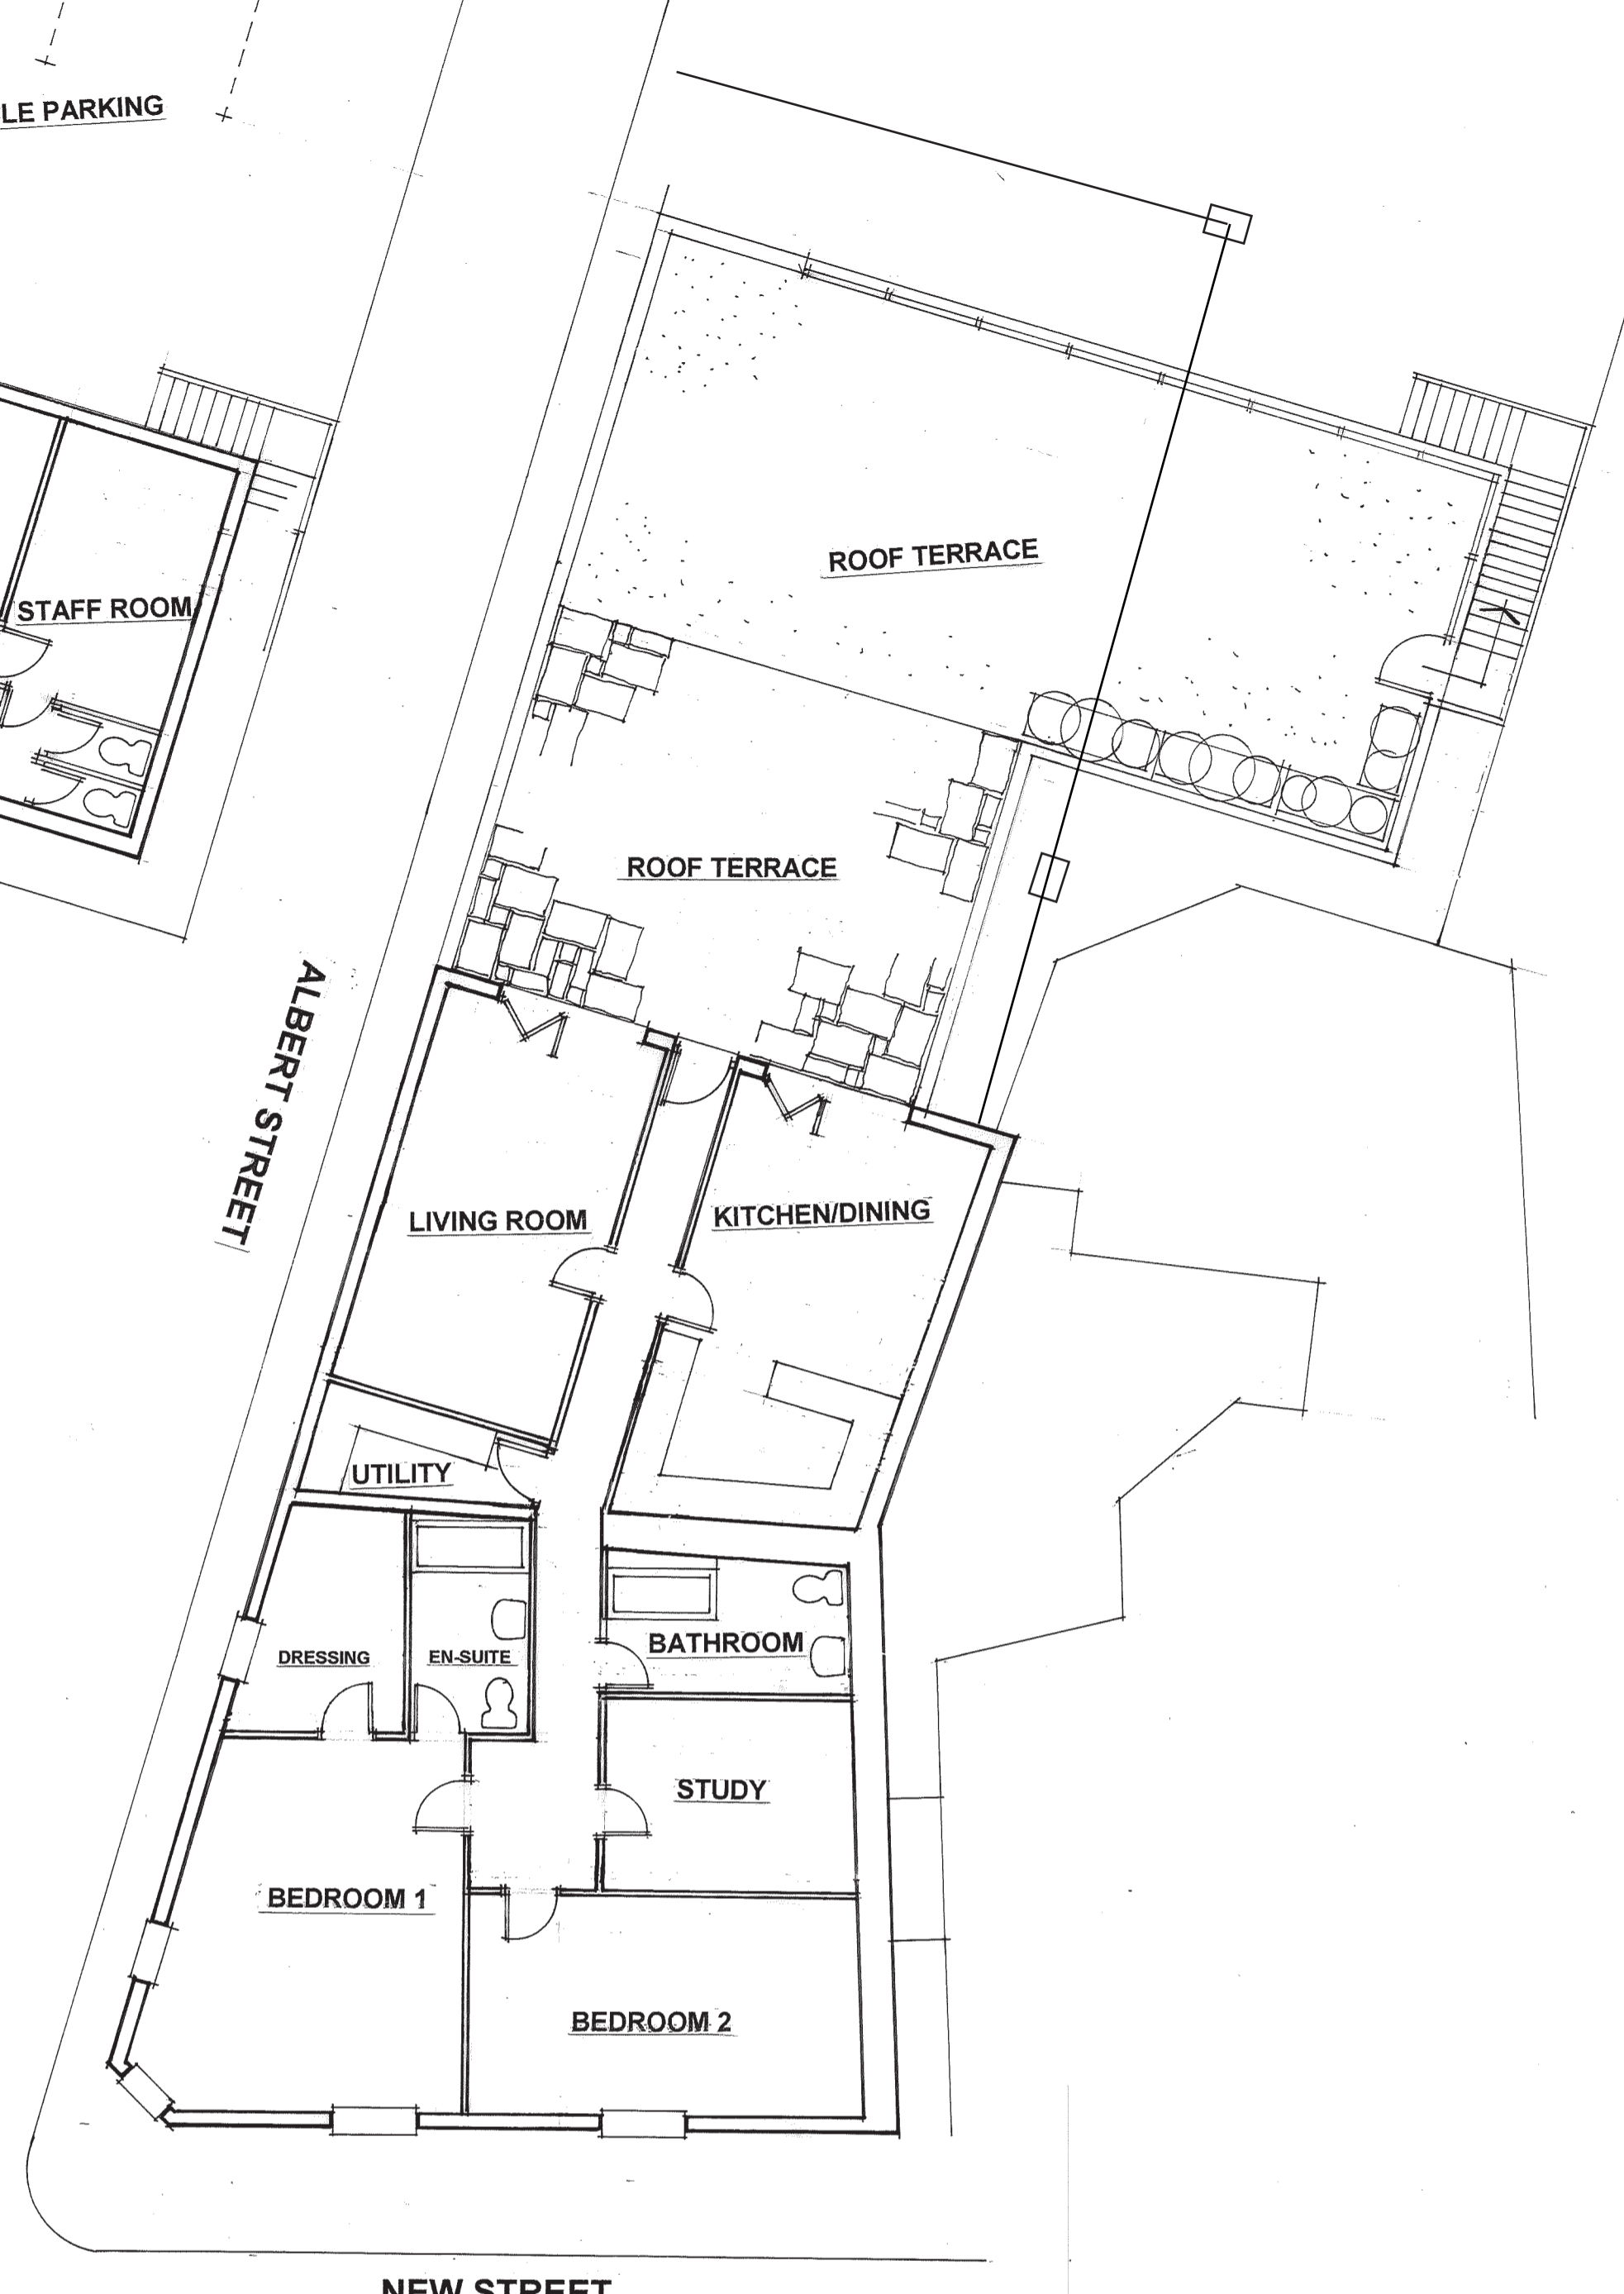 LE PARKING
ROOF TERRACE
STAFF ROOM
ROOF TERRACE
ALBERT STREET
LIVING ROOM
KITCHEN/DINING
UTILITY
DRESSING
EN-SUITE
BATHROOM
STUDY
BEDROOM 1
BEDROOM 2
NEW STREET